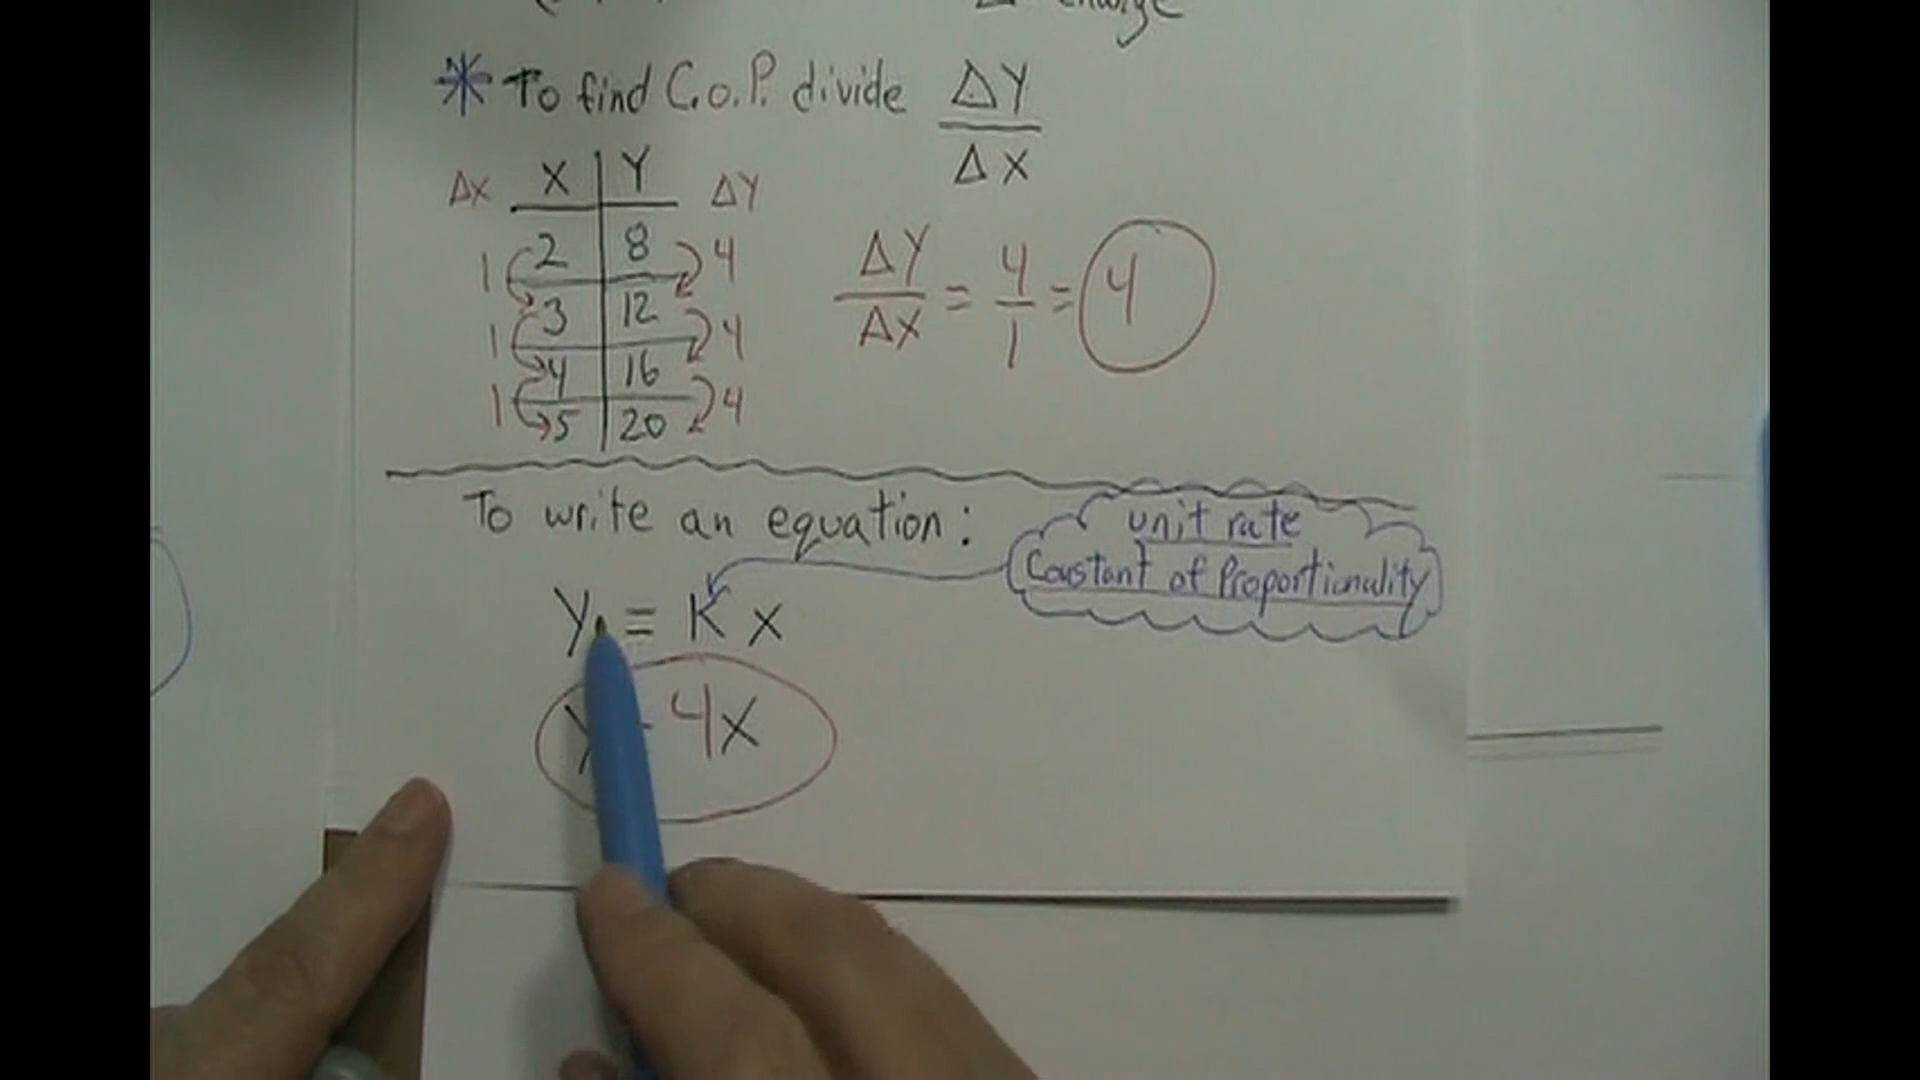 Δ change
* To find C.o.P. divide ΔY
ΔX
ΔX X Y ΔY
1 2 8 4
1 3 12 4
1 4 16 4
5 20
ΔY/ΔX = 4/1 = 4
To write an equation:
unit rate
Constant of Proportionality
Y = K x
4x